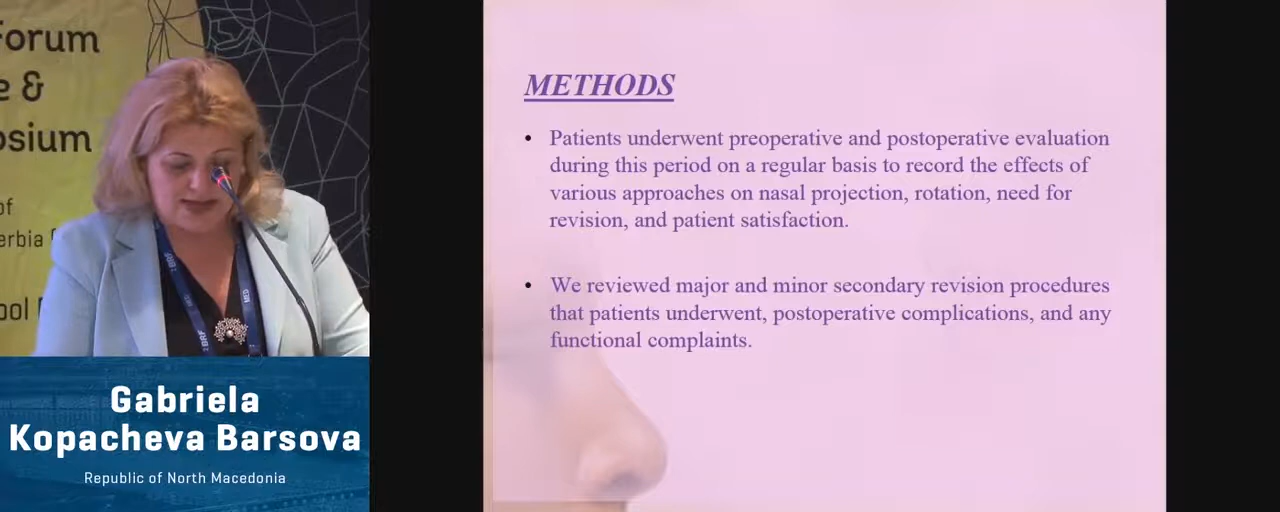 Forum
e &
osium
of
erbia
ool
BRF
MED
BRF
Gabriela
Kopacheva Barsova
Republic of North Macedonia
METHODS
• Patients underwent preoperative and postoperative evaluation
during this period on a regular basis to record the effects of
various approaches on nasal projection, rotation, need for
revision, and patient satisfaction.
• We reviewed major and minor secondary revision procedures
that patients underwent, postoperative complications, and any
functional complaints.